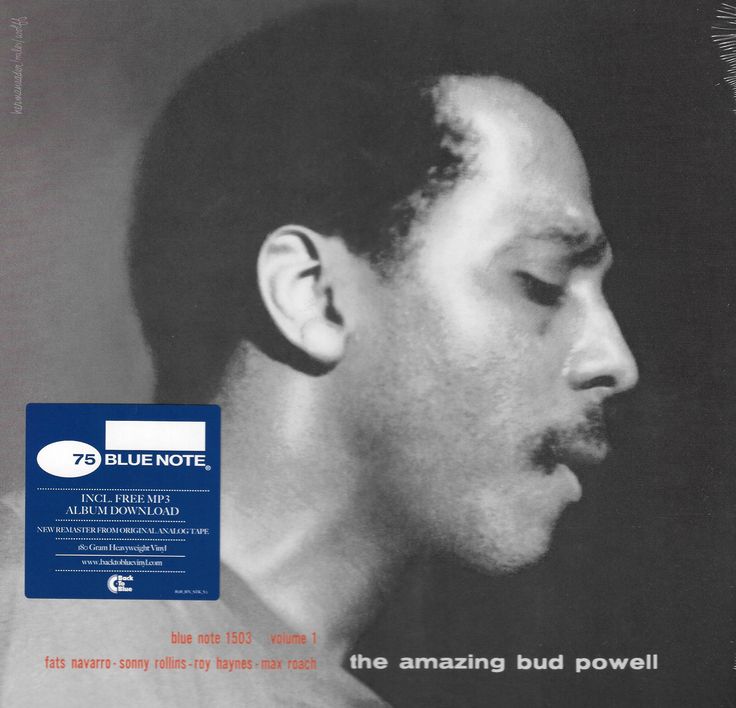 75 BLUE NOTE®
INCL. FREE MP3
ALBUM DOWNLOAD
NEW REMASTER FROM ORIGINAL ANALOG TAPE
180 Gram Heavyweight Vinyl
www.backtobluevinyl.com
Back
To
Blue
blue note 1503 volume 1
fats navarro - sonny rollins - roy haynes - max roach
the amazing bud powell